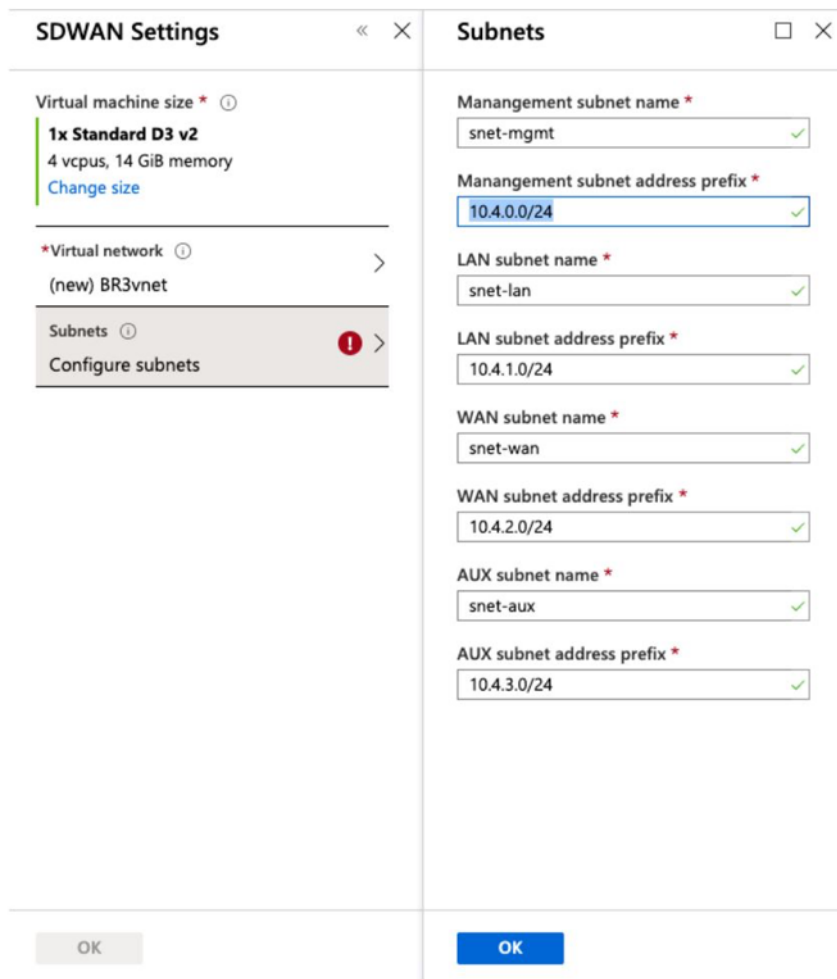 SDWAN Settings
Virtual machine size *
1x Standard D3 v2
4 vcpus, 14 GiB memory
Change size
*Virtual network
(new) BR3vnet
Subnets
Configure subnets
OK
Subnets
Manangement subnet name *
snet-mgmt
Manangement subnet address prefix *
10.4.0.0/24
LAN subnet name *
snet-lan
LAN subnet address prefix *
10.4.1.0/24
WAN subnet name *
snet-wan
WAN subnet address prefix *
10.4.2.0/24
AUX subnet name *
snet-aux
AUX subnet address prefix *
10.4.3.0/24
OK